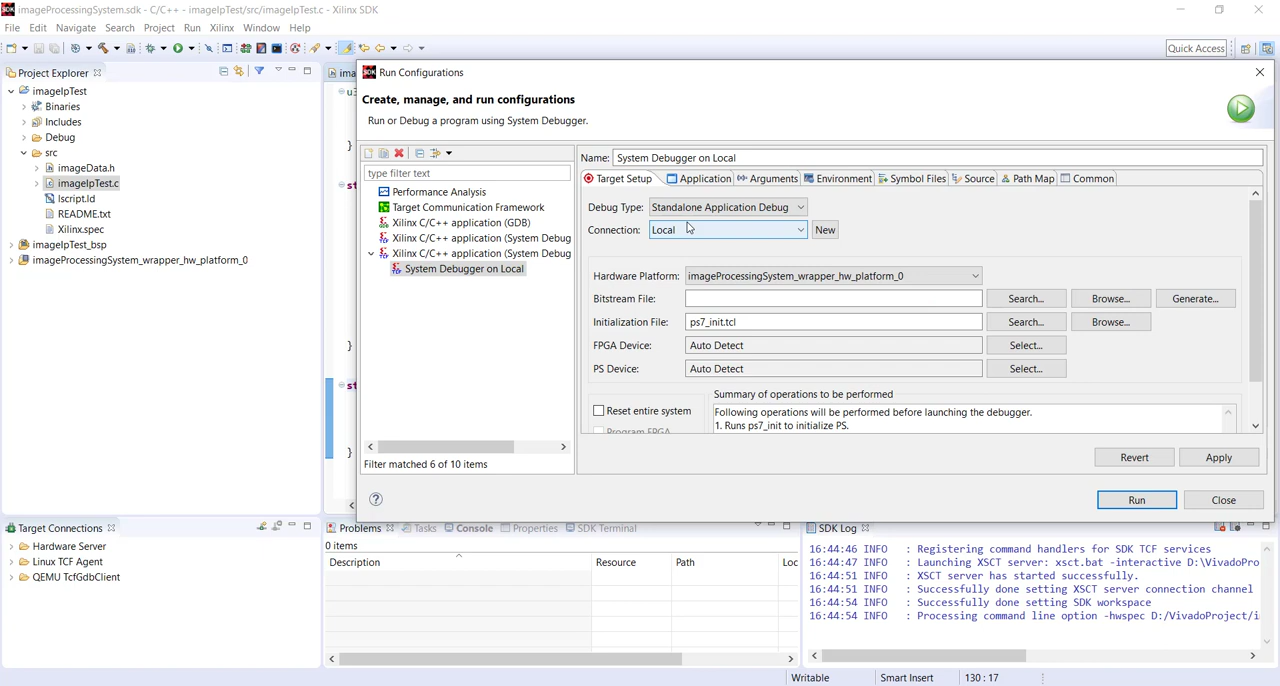 imageProcessingSystem.sdk - C/C++ - imageIpTest/src/imageIpTest.c - Xilinx SDK
File Edit Navigate Search Project Run Xilinx Window Help
Quick Access
Project Explorer
imageIpTest
Binaries
Includes
Debug
src
imageData.h
imageIpTest.c
lscript.ld
README.txt
Xilinx.spec
imageIpTest_bsp
imageProcessingSystem_wrapper_hw_platform_0
ima
u3
}
st
}
st
}
Run Configurations
Create, manage, and run configurations
Run or Debug a program using System Debugger.
type filter text
Performance Analysis
Target Communication Framework
Xilinx C/C++ application (GDB)
Xilinx C/C++ application (System Debug
Xilinx C/C++ application (System Debug
System Debugger on Local
Filter matched 6 of 10 items
Name: System Debugger on Local
Target Setup Application Arguments Environment Symbol Files Source Path Map Common
Debug Type: Standalone Application Debug
Connection: Local New
Hardware Platform: imageProcessingSystem_wrapper_hw_platform_0
Bitstream File: Search... Browse... Generate...
Initialization File: ps7_init.tcl Search... Browse...
FPGA Device: Auto Detect Select...
PS Device: Auto Detect Select...
Summary of operations to be performed
Reset entire system
Following operations will be performed before launching the debugger.
1. Runs ps7_init to initialize PS.
Program FPGA
Revert Apply
Run Close
Target Connections
Hardware Server
Linux TCF Agent
QEMU TcfGdbClient
Problems Tasks Console Properties SDK Terminal
0 items
Description Resource Path Loc
SDK Log
16:44:46 INFO : Registering command handlers for SDK TCF services
16:44:47 INFO : Launching XSCT server: xsct.bat -interactive D:\VivadoPro
16:44:51 INFO : XSCT server has started successfully.
16:44:51 INFO : Successfully done setting XSCT server connection channel
16:44:54 INFO : Successfully done setting SDK workspace
16:44:54 INFO : Processing command line option -hwspec D:/VivadoProject/i
Writable Smart Insert 130 : 17